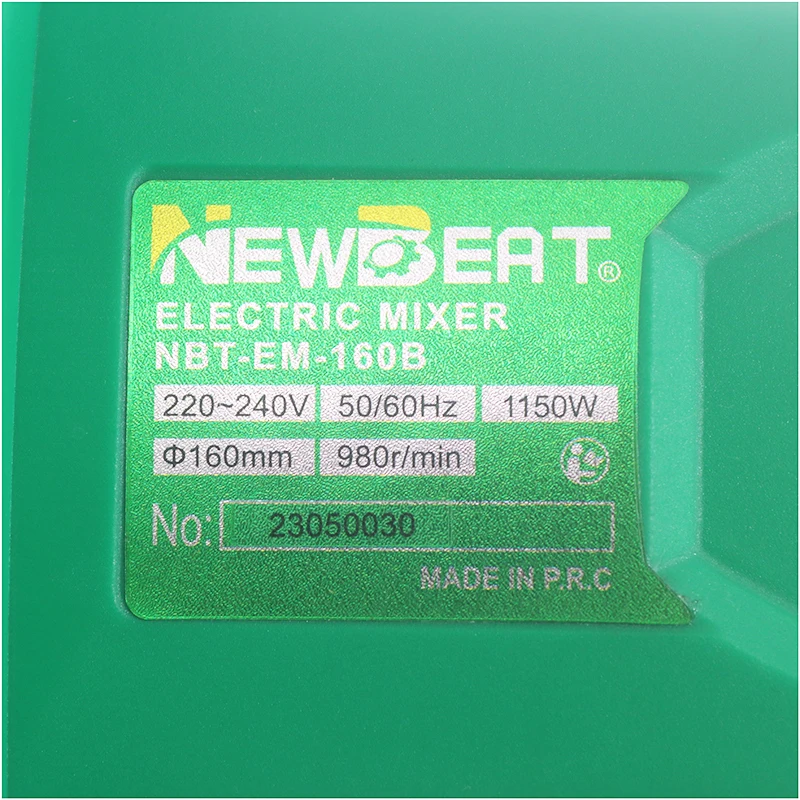 NEWBEAT®
ELECTRIC MIXER
NBT-EM-160B
220~240V 50/60Hz 1150W
Φ160mm 980r/min
No: 23050030
MADE IN P.R.C